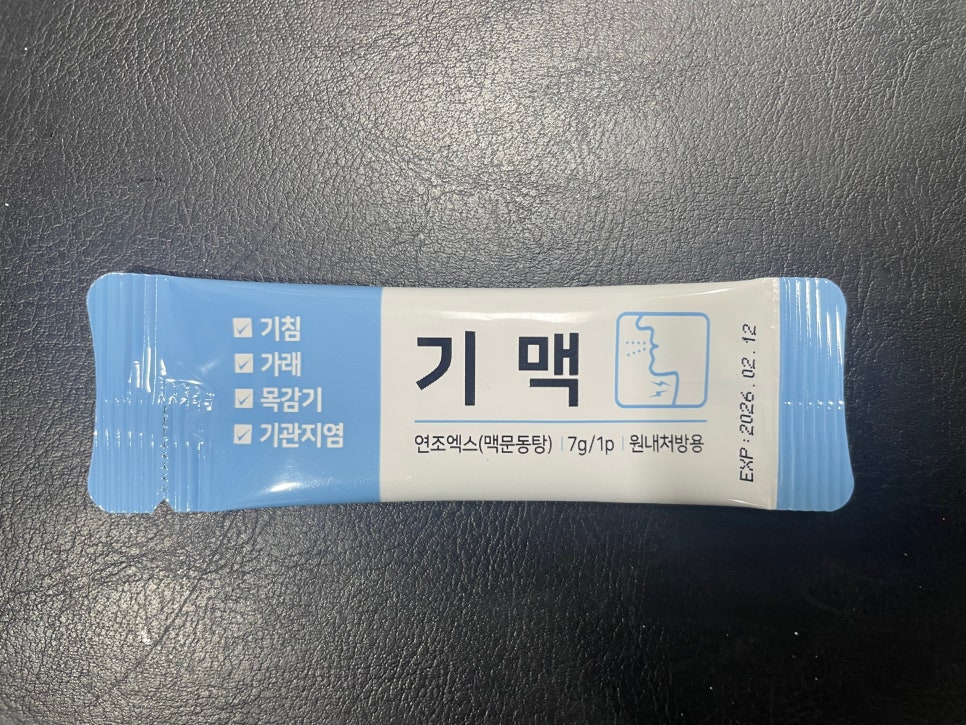 기침
가래
목감기
기관지염
기맥
연조엑스(맥문동탕) | 7g/1p | 원내처방용
EXP:2026.02.12